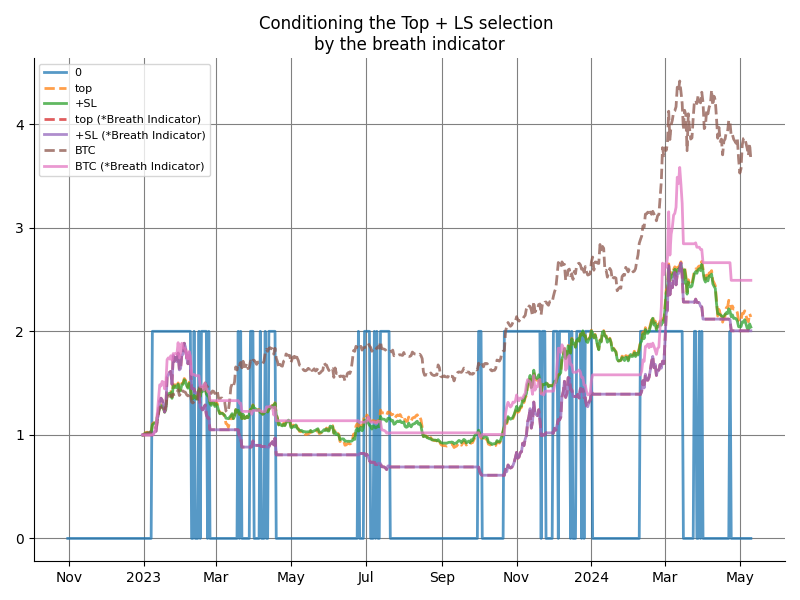 Conditioning the Top + LS selection
by the breath indicator
0
top
+SL
top (*Breath Indicator)
+SL (*Breath Indicator)
BTC
BTC (*Breath Indicator)
4
3
2
1
0
Nov
2023
Mar
May
Jul
Sep
Nov
2024
Mar
May